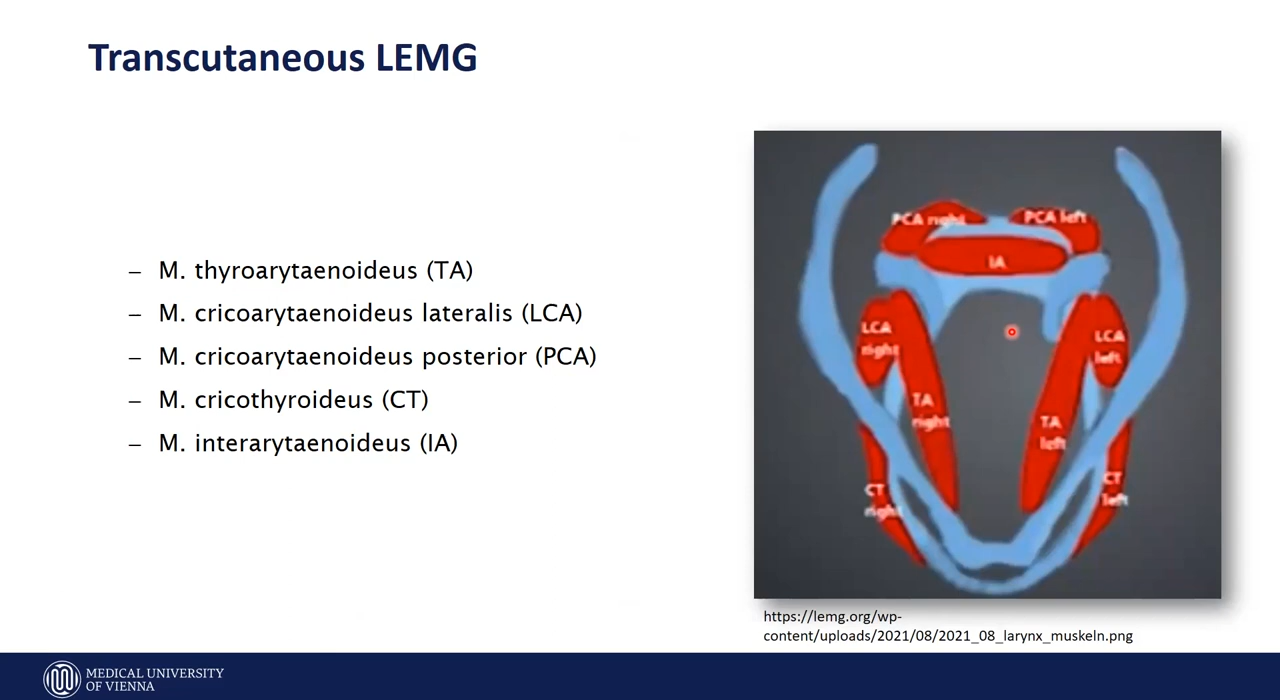 Transcutaneous LEMG
– M. thyroarytaenoideus (TA)
– M. cricoarytaenoideus lateralis (LCA)
– M. cricoarytaenoideus posterior (PCA)
– M. cricothyroideus (CT)
– M. interarytaenoideus (IA)
PCA right
PCA left
IA
LCA
right
LCA
left
TA
right
TA
left
CT
right
CT
left
https://lemg.org/wp-
content/uploads/2021/08/2021_08_larynx_muskeln.png
MEDICAL UNIVERSITY
OF VIENNA